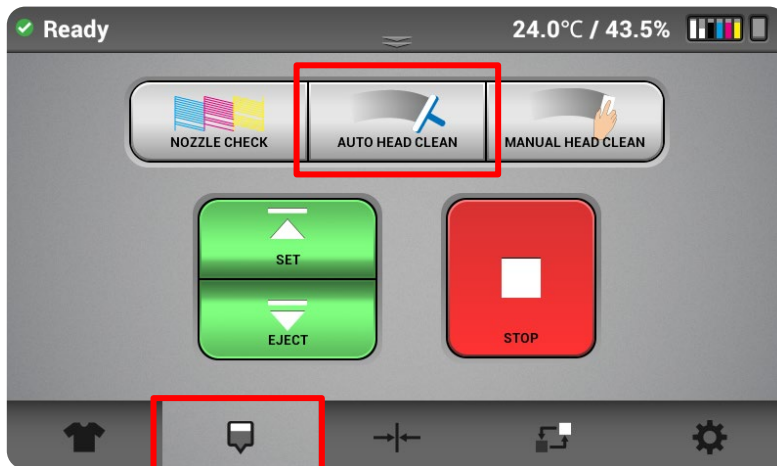 Ready
24.0°C / 43.5%
NOZZLE CHECK
AUTO HEAD CLEAN
MANUAL HEAD CLEAN
SET
EJECT
STOP